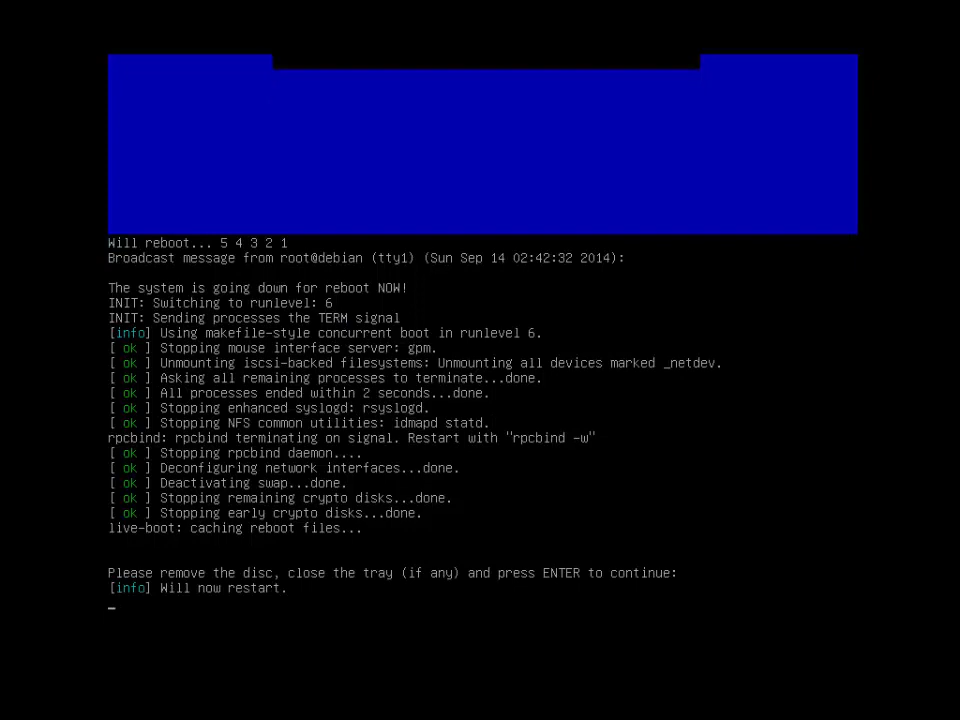 Will reboot... 5 4 3 2 1
Broadcast message from root@debian (tty1) (Sun Sep 14 02:42:32 2014):
The system is going down for reboot NOW!
INIT: Switching to runlevel: 6
INIT: Sending processes the TERM signal
[info] Using makefile-style concurrent boot in runlevel 6.
[ ok ] Stopping mouse interface server: gpm.
[ ok ] Unmounting iscsi-backed filesystems: Unmounting all devices marked _netdev.
[ ok ] Asking all remaining processes to terminate...done.
[ ok ] All processes ended within 2 seconds...done.
[ ok ] Stopping enhanced syslogd: rsyslogd.
[ ok ] Stopping NFS common utilities: idmapd statd.
rpcbind: rpcbind terminating on signal. Restart with "rpcbind -w"
[ ok ] Stopping rpcbind daemon....
[ ok ] Deconfiguring network interfaces...done.
[ ok ] Deactivating swap...done.
[ ok ] Stopping remaining crypto disks...done.
[ ok ] Stopping early crypto disks...done.
live-boot: caching reboot files...
Please remove the disc, close the tray (if any) and press ENTER to continue:
[info] Will now restart.